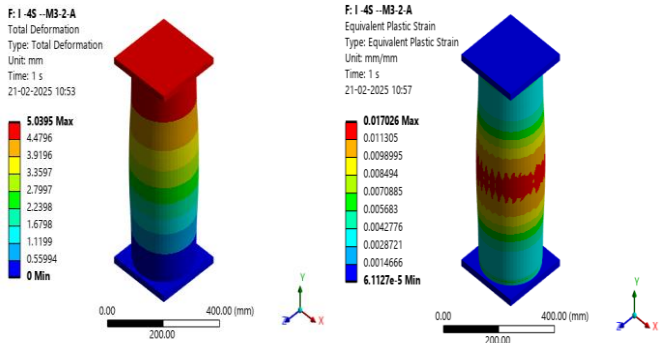 F: I -4S --M3-2-A
Total Deformation
Type: Total Deformation
Unit: mm
Time: 1 s
21-02-2025 10:53
5.0395 Max
4.4796
3.9196
3.3597
2.7997
2.2398
1.6798
1.1199
0.55994
0 Min
0.00
400.00 (mm)
200.00
Y
Z
X
F: I -4S --M3-2-A
Equivalent Plastic Strain
Type: Equivalent Plastic Strain
Unit: mm/mm
Time: 1 s
21-02-2025 10:57
0.017026 Max
0.011305
0.0098995
0.008494
0.0070885
0.005683
0.0042776
0.0028721
0.0014666
6.1127e-5 Min
0.00
400.00 (mm)
200.00
Y
Z
X